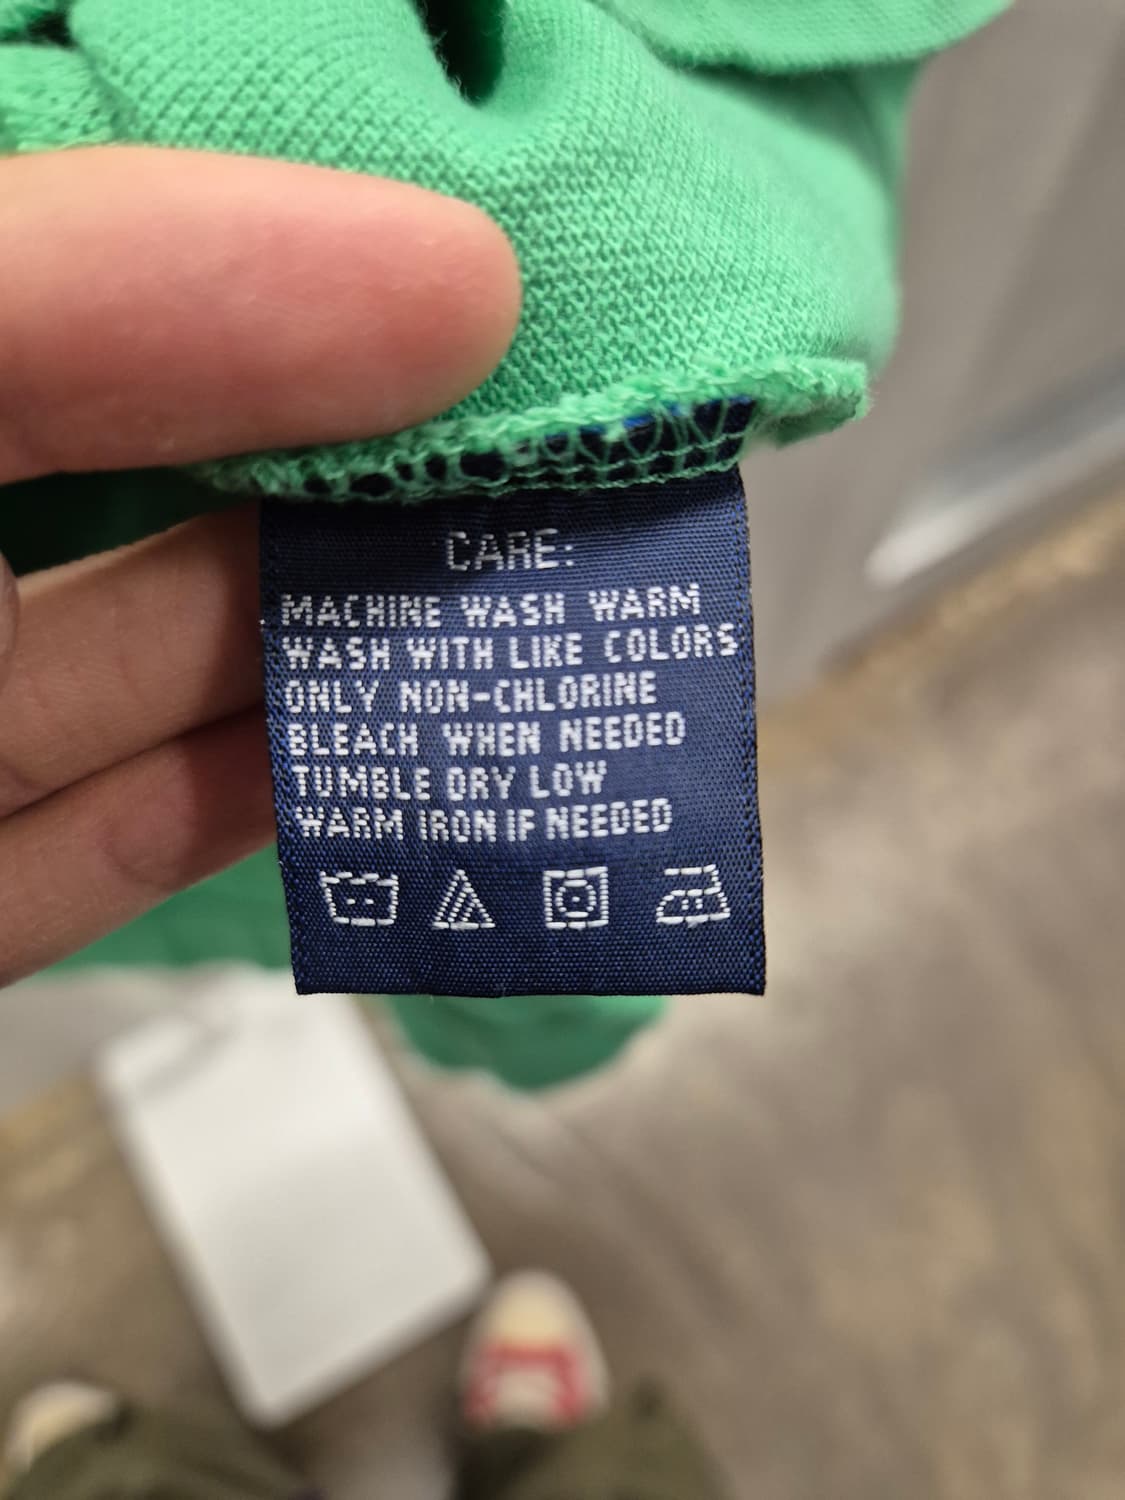 CARE:
MACHINE WASH WARM
WASH WITH LIKE COLORS
ONLY NON-CHLORINE
BLEACH WHEN NEEDED
TUMBLE DRY LOW
WARM IRON IF NEEDED